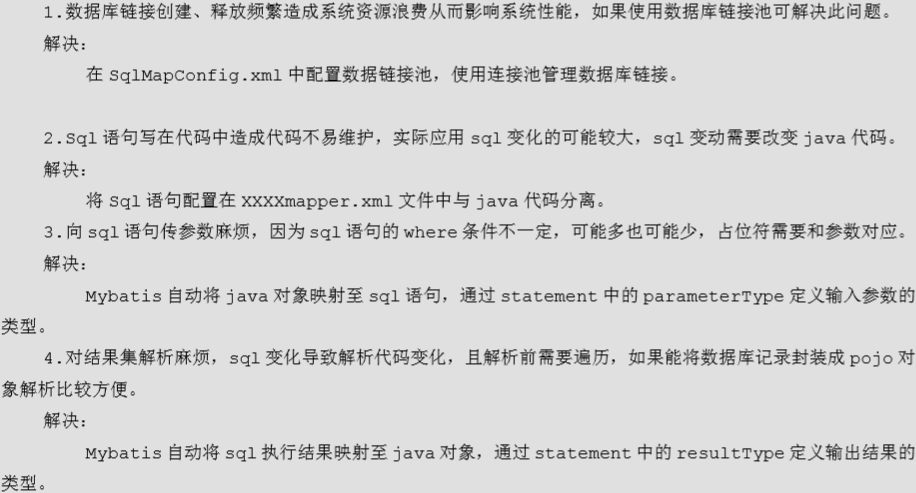 1.数据库链接创建、释放频繁造成系统资源浪费从而影响系统性能，如果使用数据库链接池可解决此问题。
解决：
在 SqlMapConfig.xml 中配置数据链接池，使用连接池管理数据库链接。
2.Sql 语句写在代码中造成代码不易维护，实际应用 sql 变化的可能较大，sql 变动需要改变 java 代码。
解决：
将 Sql 语句配置在 XXXXmapper.xml 文件中与 java 代码分离。
3.向 sql 语句传参数麻烦，因为 sql 语句的 where 条件不一定，可能多也可能少，占位符需要和参数对应。
解决：
Mybatis 自动将 java 对象映射至 sql 语句，通过 statement 中的 parameterType 定义输入参数的
类型。
4.对结果集解析麻烦，sql 变化导致解析代码变化，且解析前需要遍历，如果能将数据库记录封装成 pojo 对
象解析比较方便。
解决：
Mybatis 自动将 sql 执行结果映射至 java 对象，通过 statement 中的 resultType 定义输出结果的
类型。